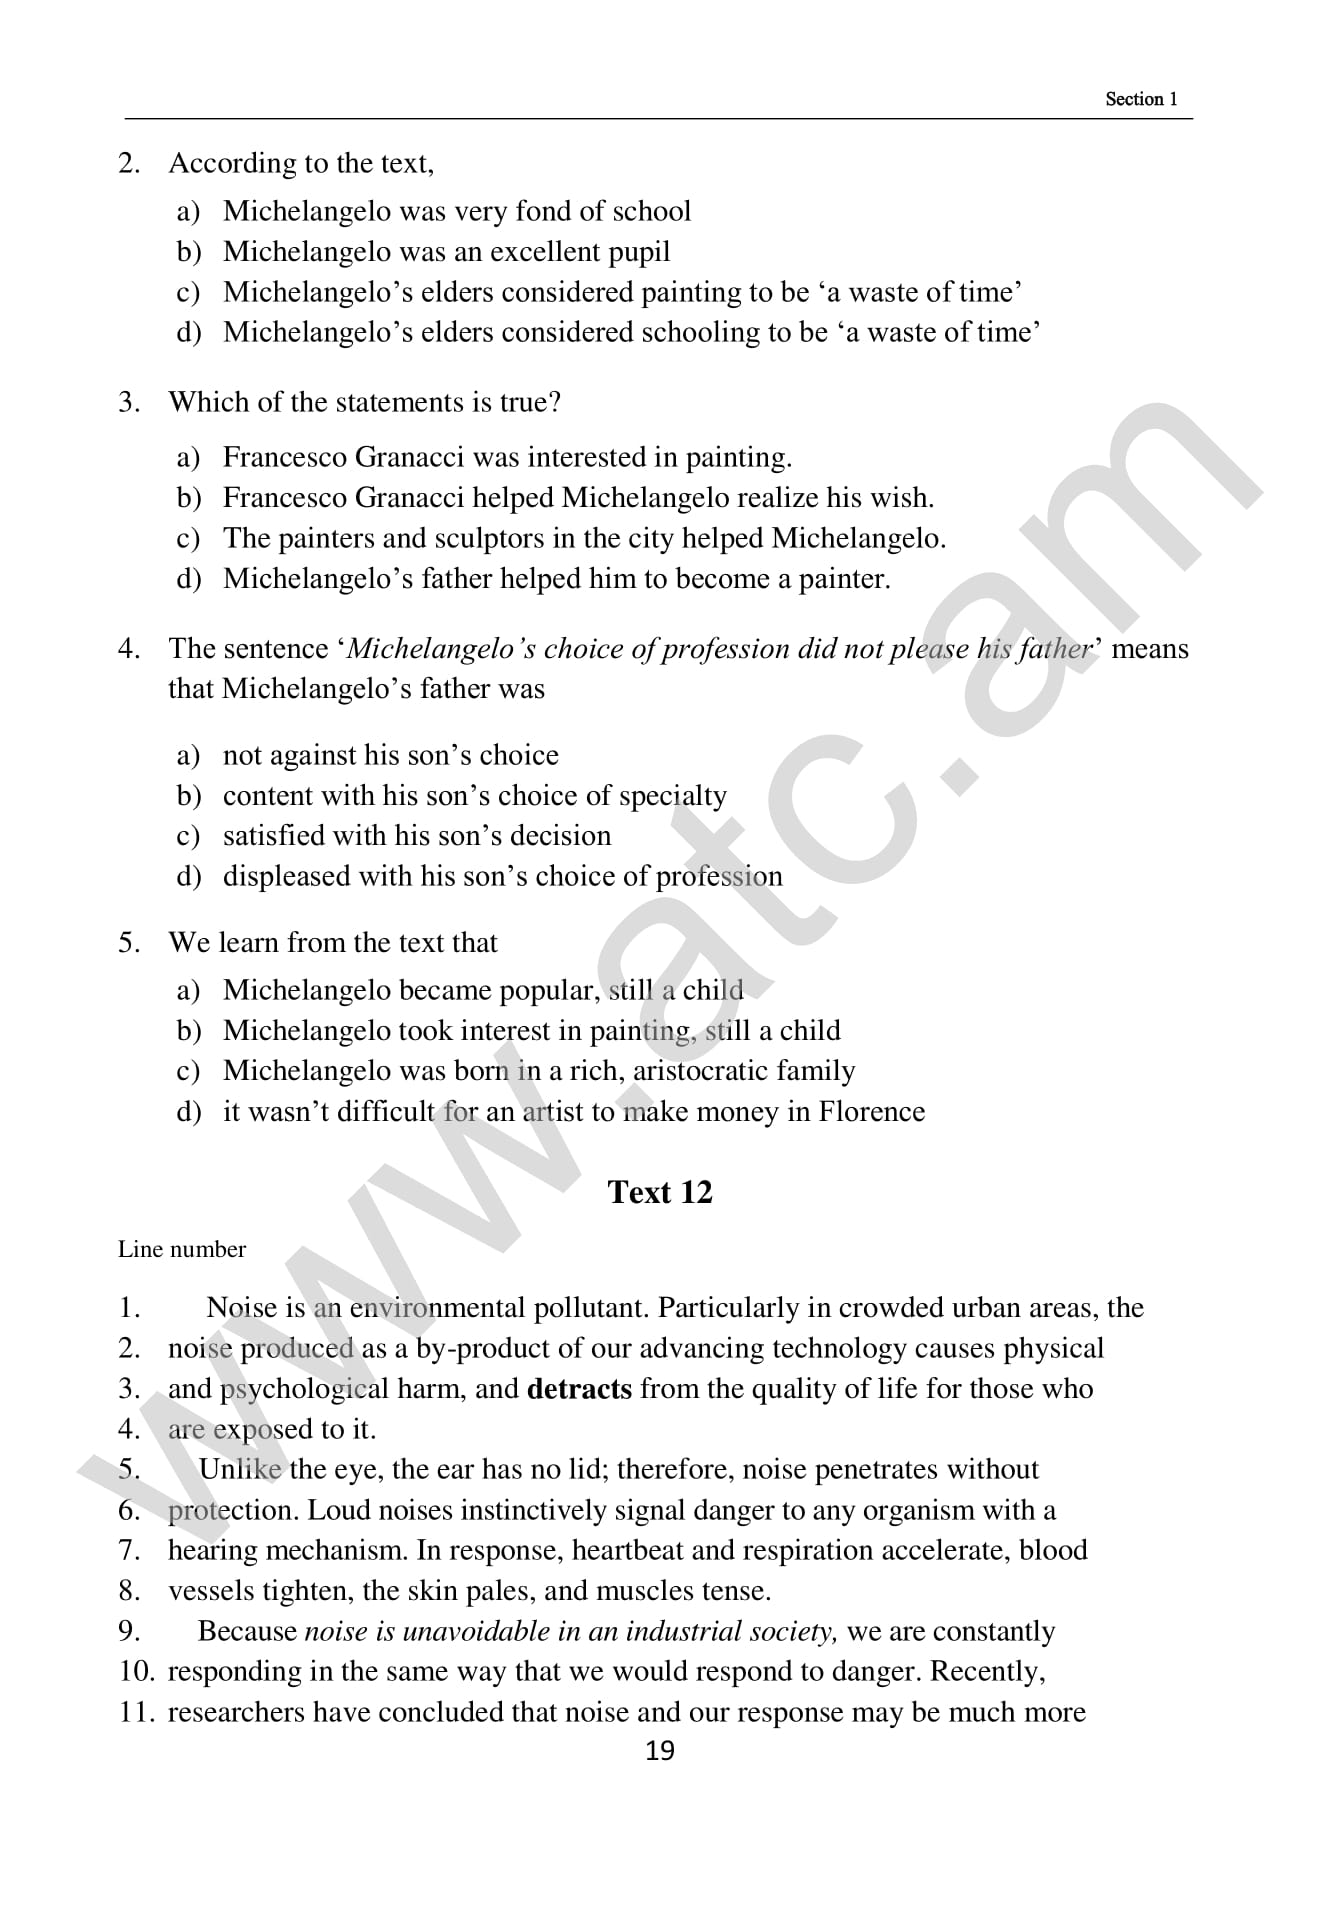 Section 1
2. According to the text,
a) Michelangelo was very fond of school
b) Michelangelo was an excellent pupil
c) Michelangelo’s elders considered painting to be ‘a waste of time’
d) Michelangelo’s elders considered schooling to be ‘a waste of time’
3. Which of the statements is true?
a) Francesco Granacci was interested in painting.
b) Francesco Granacci helped Michelangelo realize his wish.
c) The painters and sculptors in the city helped Michelangelo.
d) Michelangelo’s father helped him to become a painter.
4. The sentence ‘Michelangelo’s choice of profession did not please his father’ means
that Michelangelo’s father was
a) not against his son’s choice
b) content with his son’s choice of specialty
c) satisfied with his son’s decision
d) displeased with his son’s choice of profession
5. We learn from the text that
a) Michelangelo became popular, still a child
b) Michelangelo took interest in painting, still a child
c) Michelangelo was born in a rich, aristocratic family
d) it wasn’t difficult for an artist to make money in Florence
Text 12
Line number
1. Noise is an environmental pollutant. Particularly in crowded urban areas, the
2. noise produced as a by-product of our advancing technology causes physical
3. and psychological harm, and detracts from the quality of life for those who
4. are exposed to it.
5. Unlike the eye, the ear has no lid; therefore, noise penetrates without
6. protection. Loud noises instinctively signal danger to any organism with a
7. hearing mechanism. In response, heartbeat and respiration accelerate, blood
8. vessels tighten, the skin pales, and muscles tense.
9. Because noise is unavoidable in an industrial society, we are constantly
10. responding in the same way that we would respond to danger. Recently,
11. researchers have concluded that noise and our response may be much more
19
www.atc.am